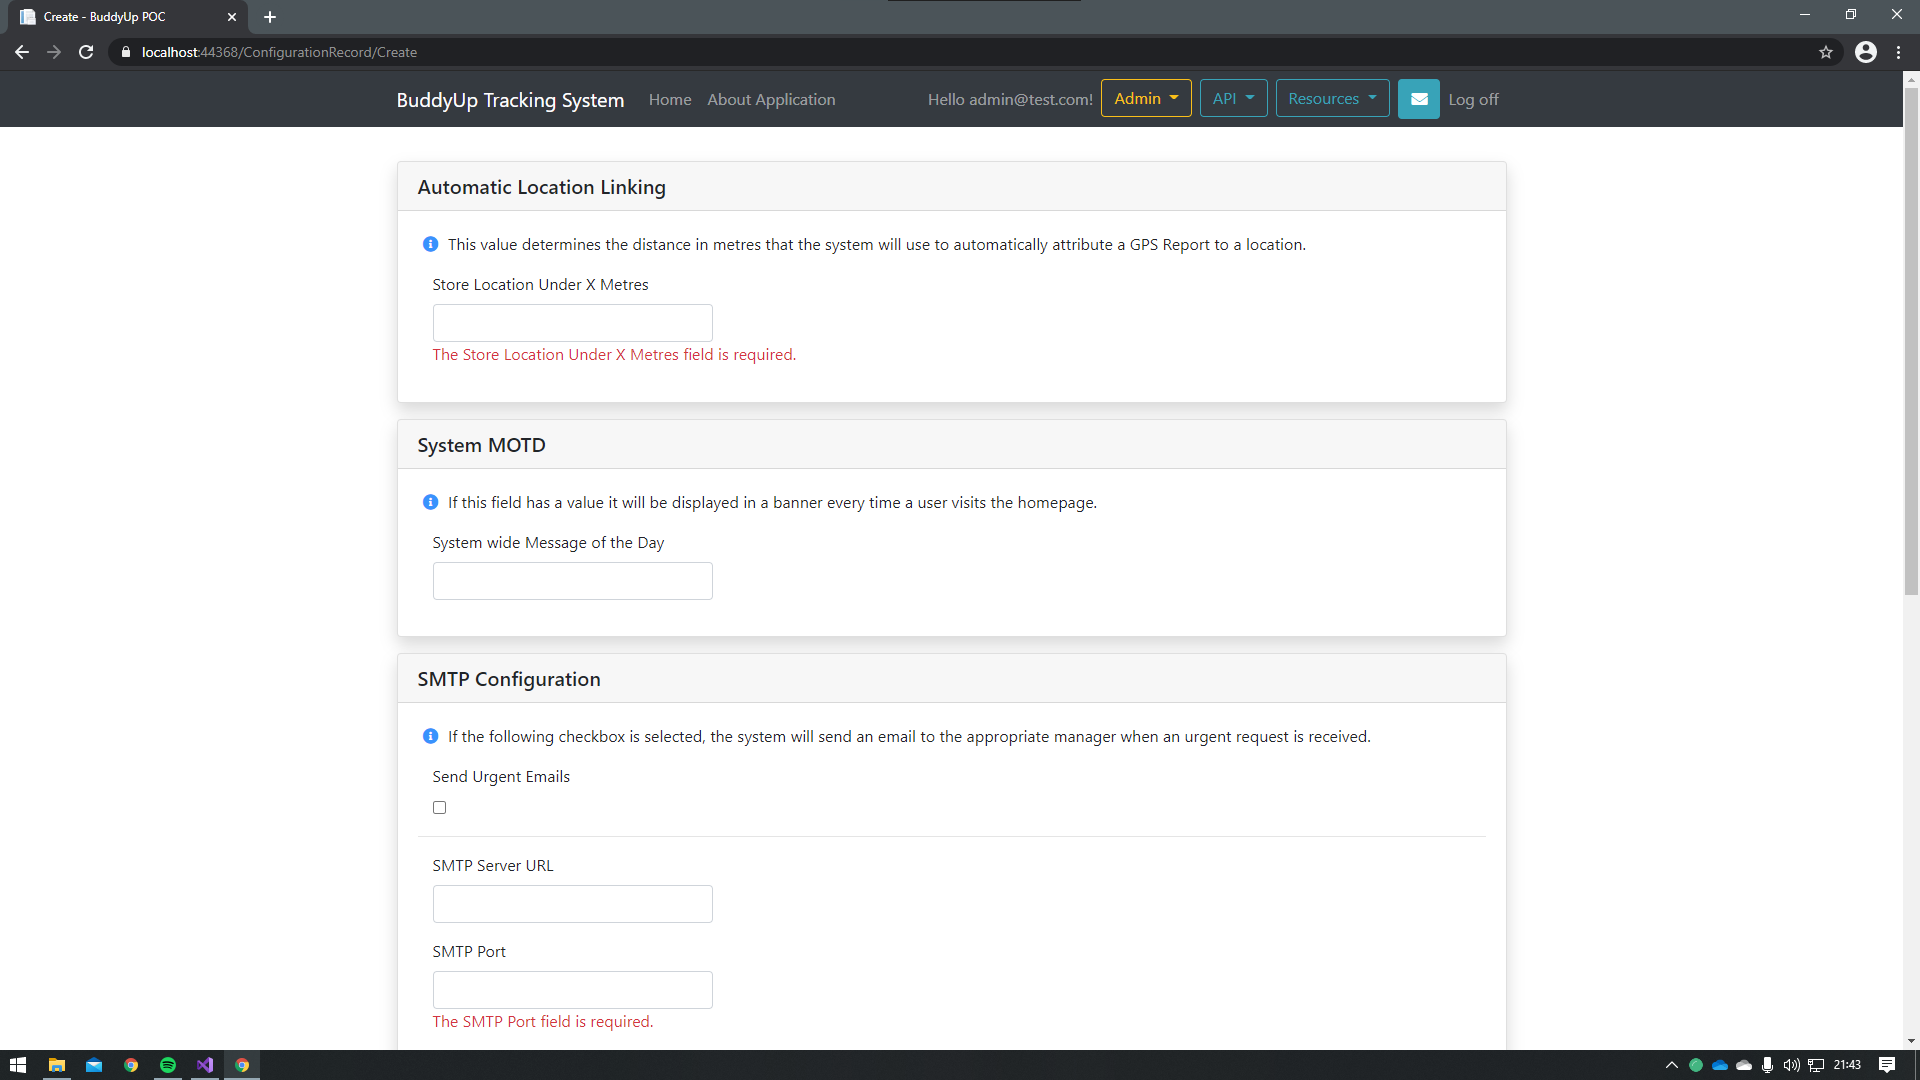 Create - BuddyUp POC
localhost:44368/ConfigurationRecord/Create
BuddyUp Tracking System Home About Application Hello admin@test.com! Admin API Resources Log off
Automatic Location Linking
This value determines the distance in metres that the system will use to automatically attribute a GPS Report to a location.
Store Location Under X Metres
The Store Location Under X Metres field is required.
System MOTD
If this field has a value it will be displayed in a banner every time a user visits the homepage.
System wide Message of the Day
SMTP Configuration
If the following checkbox is selected, the system will send an email to the appropriate manager when an urgent request is received.
Send Urgent Emails
SMTP Server URL
SMTP Port
The SMTP Port field is required.
21:43